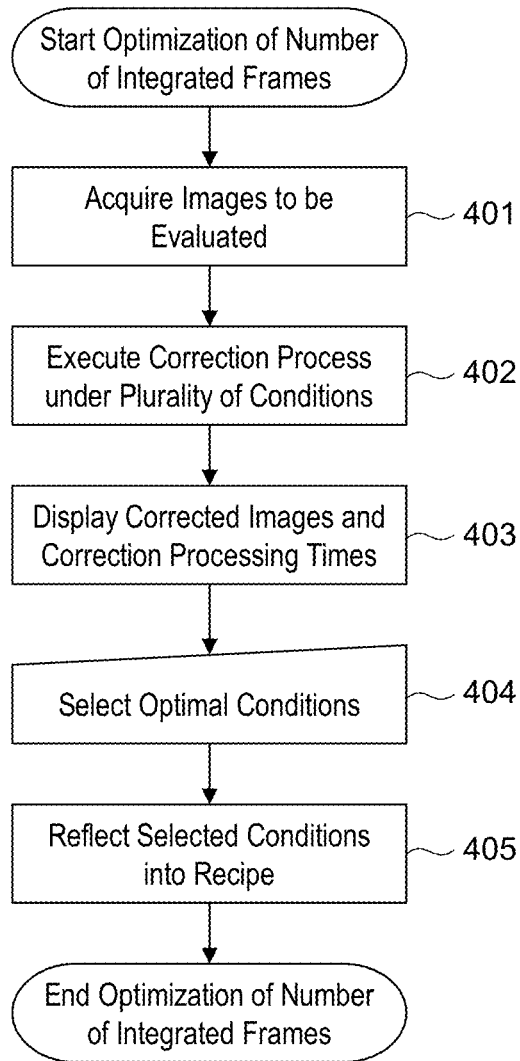 Start Optimization of Number
of Integrated Frames
Acquire Images to be
Evaluated
401
Execute Correction Process
under Plurality of Conditions
402
Display Corrected Images and
Correction Processing Times
403
Select Optimal Conditions
404
Reflect Selected Conditions
into Recipe
405
End Optimization of Number
of Integrated Frames